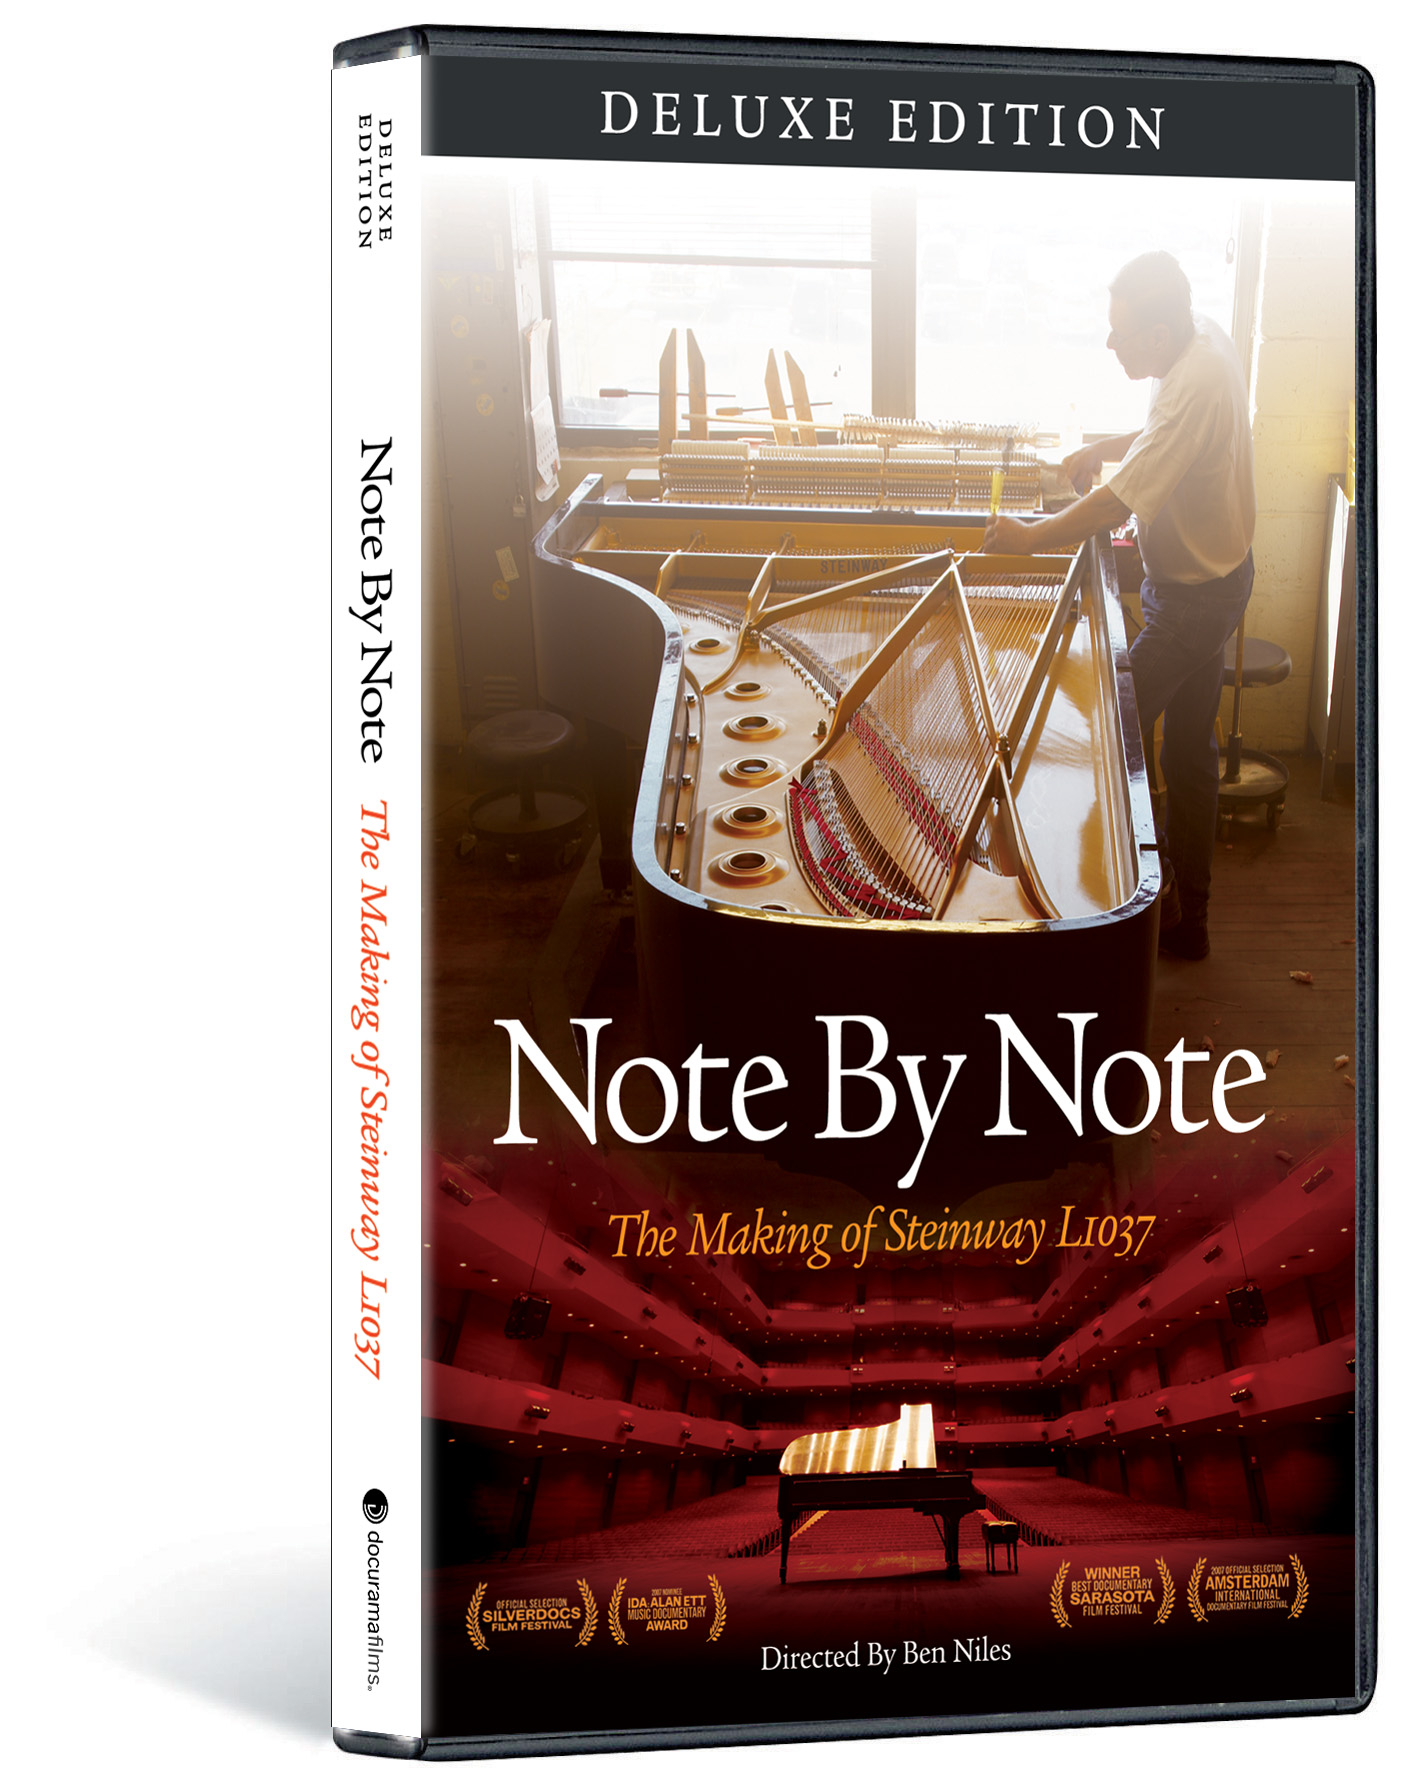 DELUXE
EDITION
Note By Note The Making of Steinway L1037
docuramafilms®
DELUXE EDITION
STEINWAY
Note By Note
The Making of Steinway L1037
OFFICIAL SELECTION
SILVERDOCS
FILM FESTIVAL
2007 NOMINEE
IDA-ALAN ETT
MUSIC DOCUMENTARY
AWARD
WINNER
BEST DOCUMENTARY
SARASOTA
FILM FESTIVAL
2007 OFFICIAL SELECTION
AMSTERDAM
INTERNATIONAL
DOCUMENTARY FILM FESTIVAL
Directed By Ben Niles